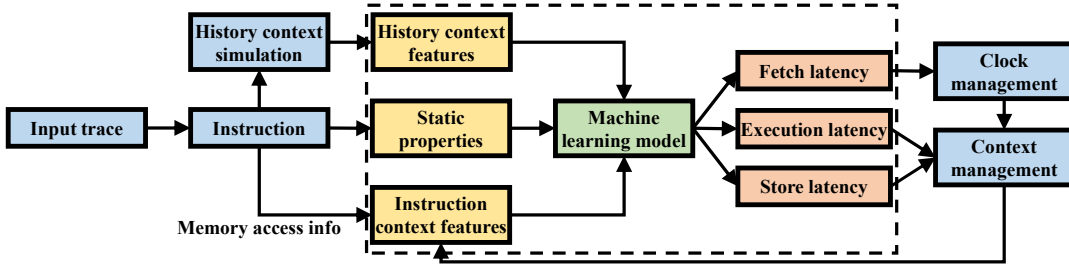 History context
simulation
History context
features
Fetch latency
Clock
management
Input trace
Instruction
Static
properties
Machine
learning model
Execution latency
Context
management
Store latency
Instruction
context features
Memory access info